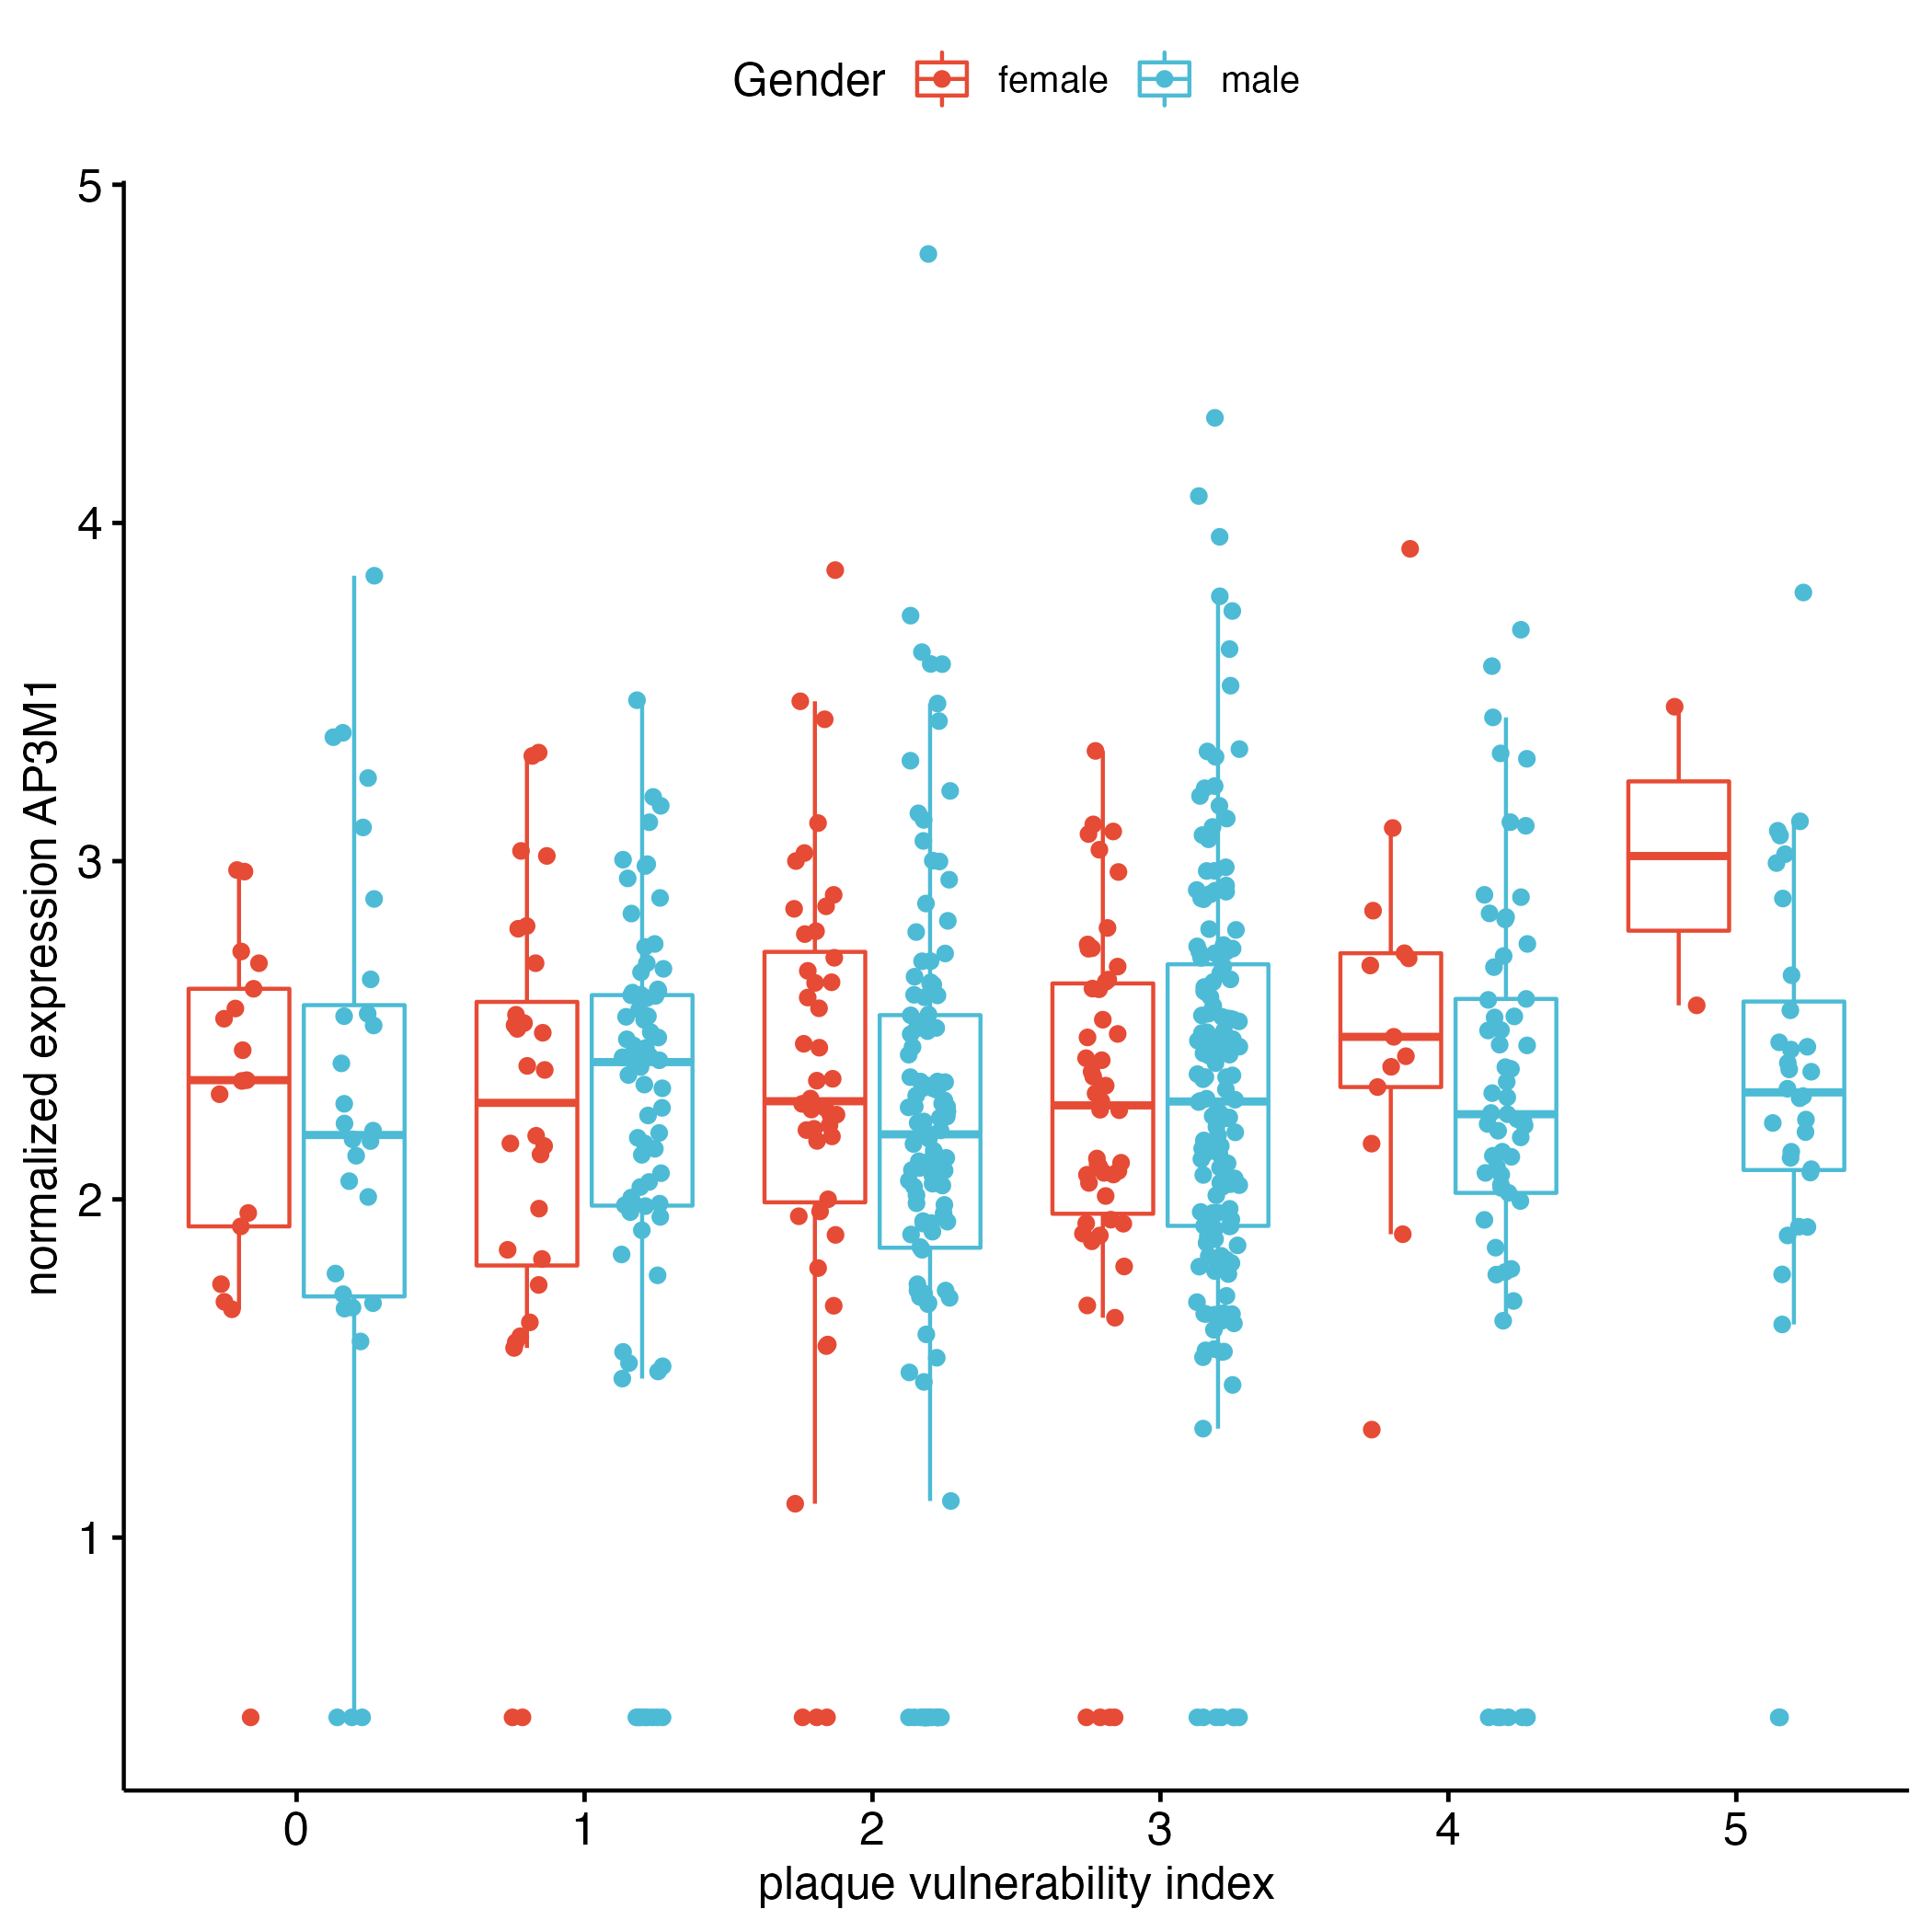 Gender female male
5
4
3
2
1
normalized expression AP3M1
0 1 2 3 4 5
plaque vulnerability index